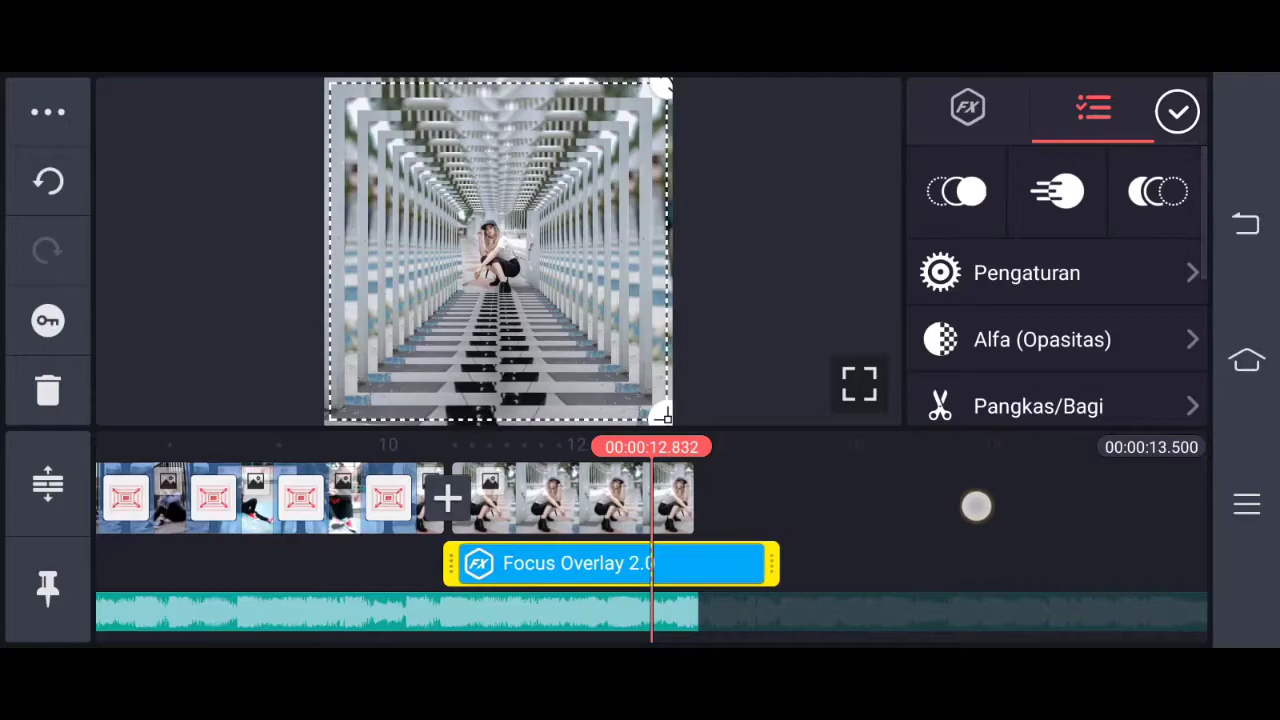 FX
Pengaturan
Alfa (Opasitas)
Pangkas/Bagi
10
12
00:00:12.832
00:00:13.500
FX
Focus Overlay 2.0